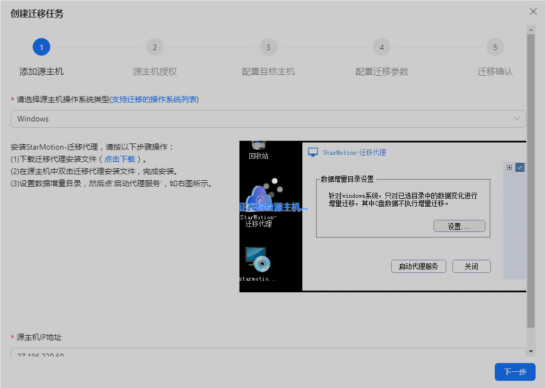 创建迁移任务
1 2 3 4 5
添加源主机 源主机授权 配置目标主机 配置迁移参数 迁移确认
* 请选择源主机操作系统类型(支持迁移的操作系统列表)
Windows
安装StarMotion-迁移代理，请按以下步骤操作：
(1)下载迁移代理安装文件（点击下载）。
(2)在源主机中双击迁移代理安装文件，完成安装。
(3)设置数据增量目录，然后点‘启动代理服务’，如右图所示。
回收站
源主机...
StarMotion-
迁移代理
starmotio...
StarMotion-迁移代理
数据增量目录设置
针对windows系统，只对已选目录中的数据变化进行
增量迁移，其中C盘数据不执行增量迁移。
设置...
启动代理服务 关闭
* 源主机IP地址
下一步